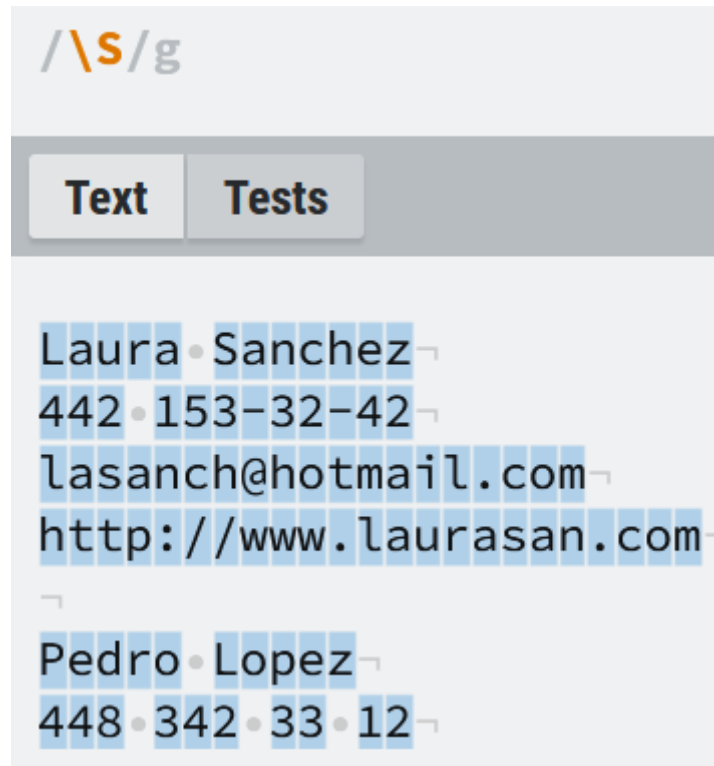 /\S/g
Text Tests
Laura Sanchez
442 153-32-42
lasanch@hotmail.com
http://www.laurasan.com
Pedro Lopez
448 342 33 12